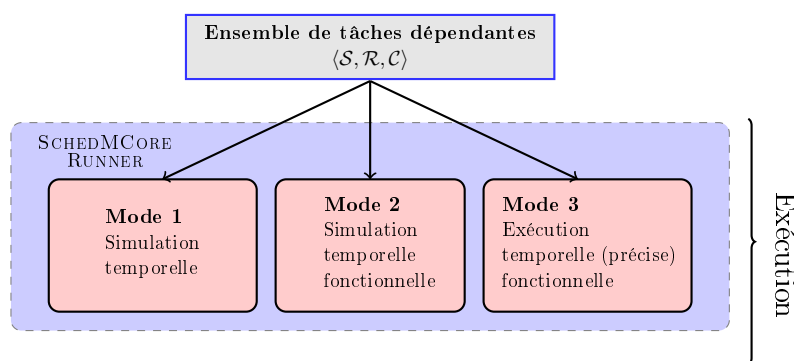 Ensemble de tâches dépendantes
⟨𝒮, ℛ, 𝒞⟩
SCHEDMCORE
RUNNER
Mode 1
Simulation
temporelle
Mode 2
Simulation
temporelle
fonctionnelle
Mode 3
Exécution
temporelle (précise)
fonctionnelle
Exécution